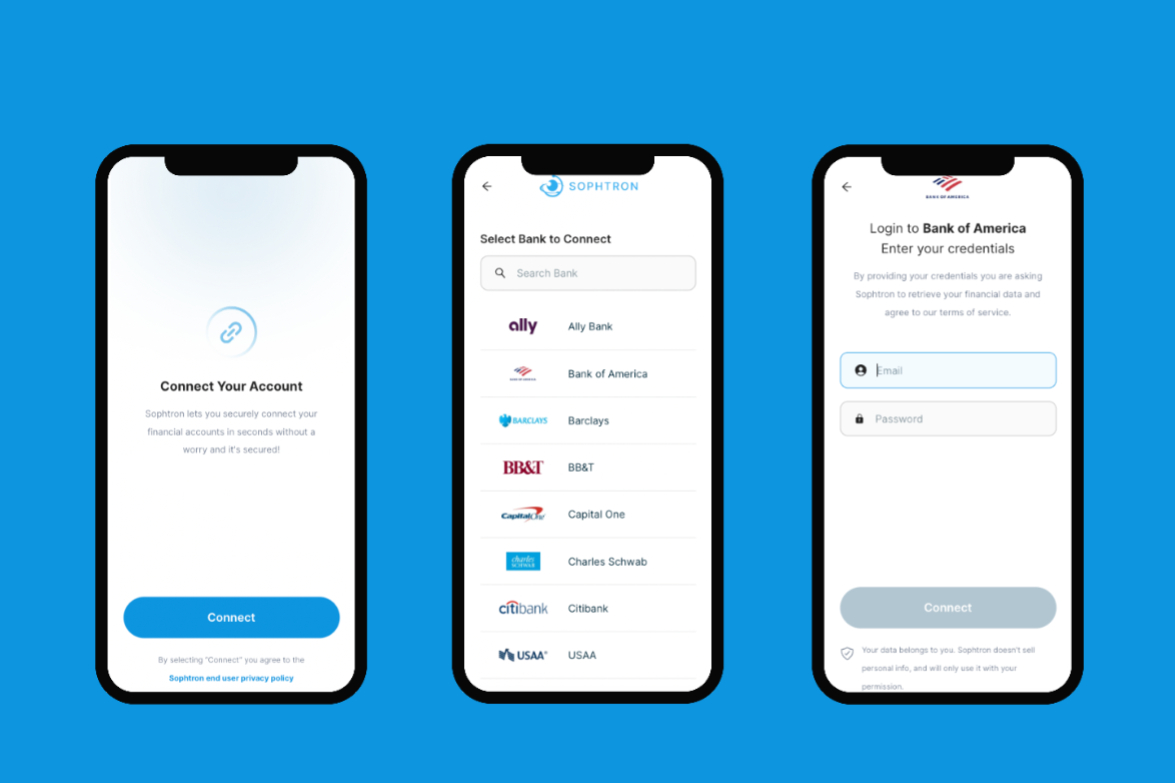 Connect Your Account
Sophtron lets you securely connect your
financial accounts in seconds without a
worry and it's secured!
Connect
By selecting "Connect" you agree to the
Sophtron end user privacy policy
SOPHTRON
Select Bank to Connect
Search Bank
ally Ally Bank
BANK OF AMERICA Bank of America
BARCLAYS Barclays
BB&T BB&T
Capital One Capital One
charles SCHWAB Charles Schwab
citibank Citibank
USAA® USAA
BANK OF AMERICA
Login to Bank of America
Enter your credentials
By providing your credentials you are asking
Sophtron to retrieve your financial data and
agree to our terms of service.
Email
Password
Connect
Your data belongs to you. Sophtron doesn't sell
personal info, and will only use it with your
permission.